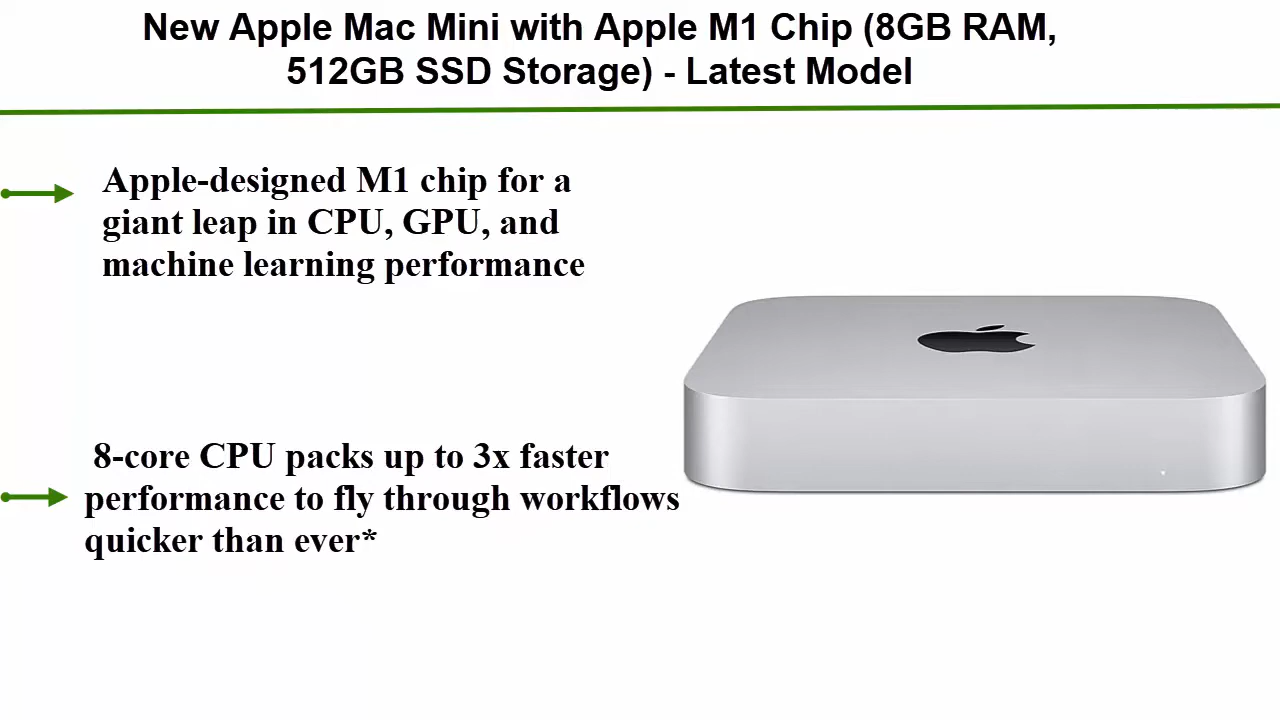 New Apple Mac Mini with Apple M1 Chip (8GB RAM,
512GB SSD Storage) - Latest Model
Apple-designed M1 chip for a
giant leap in CPU, GPU, and
machine learning performance
8-core CPU packs up to 3x faster
performance to fly through workflows
quicker than ever*